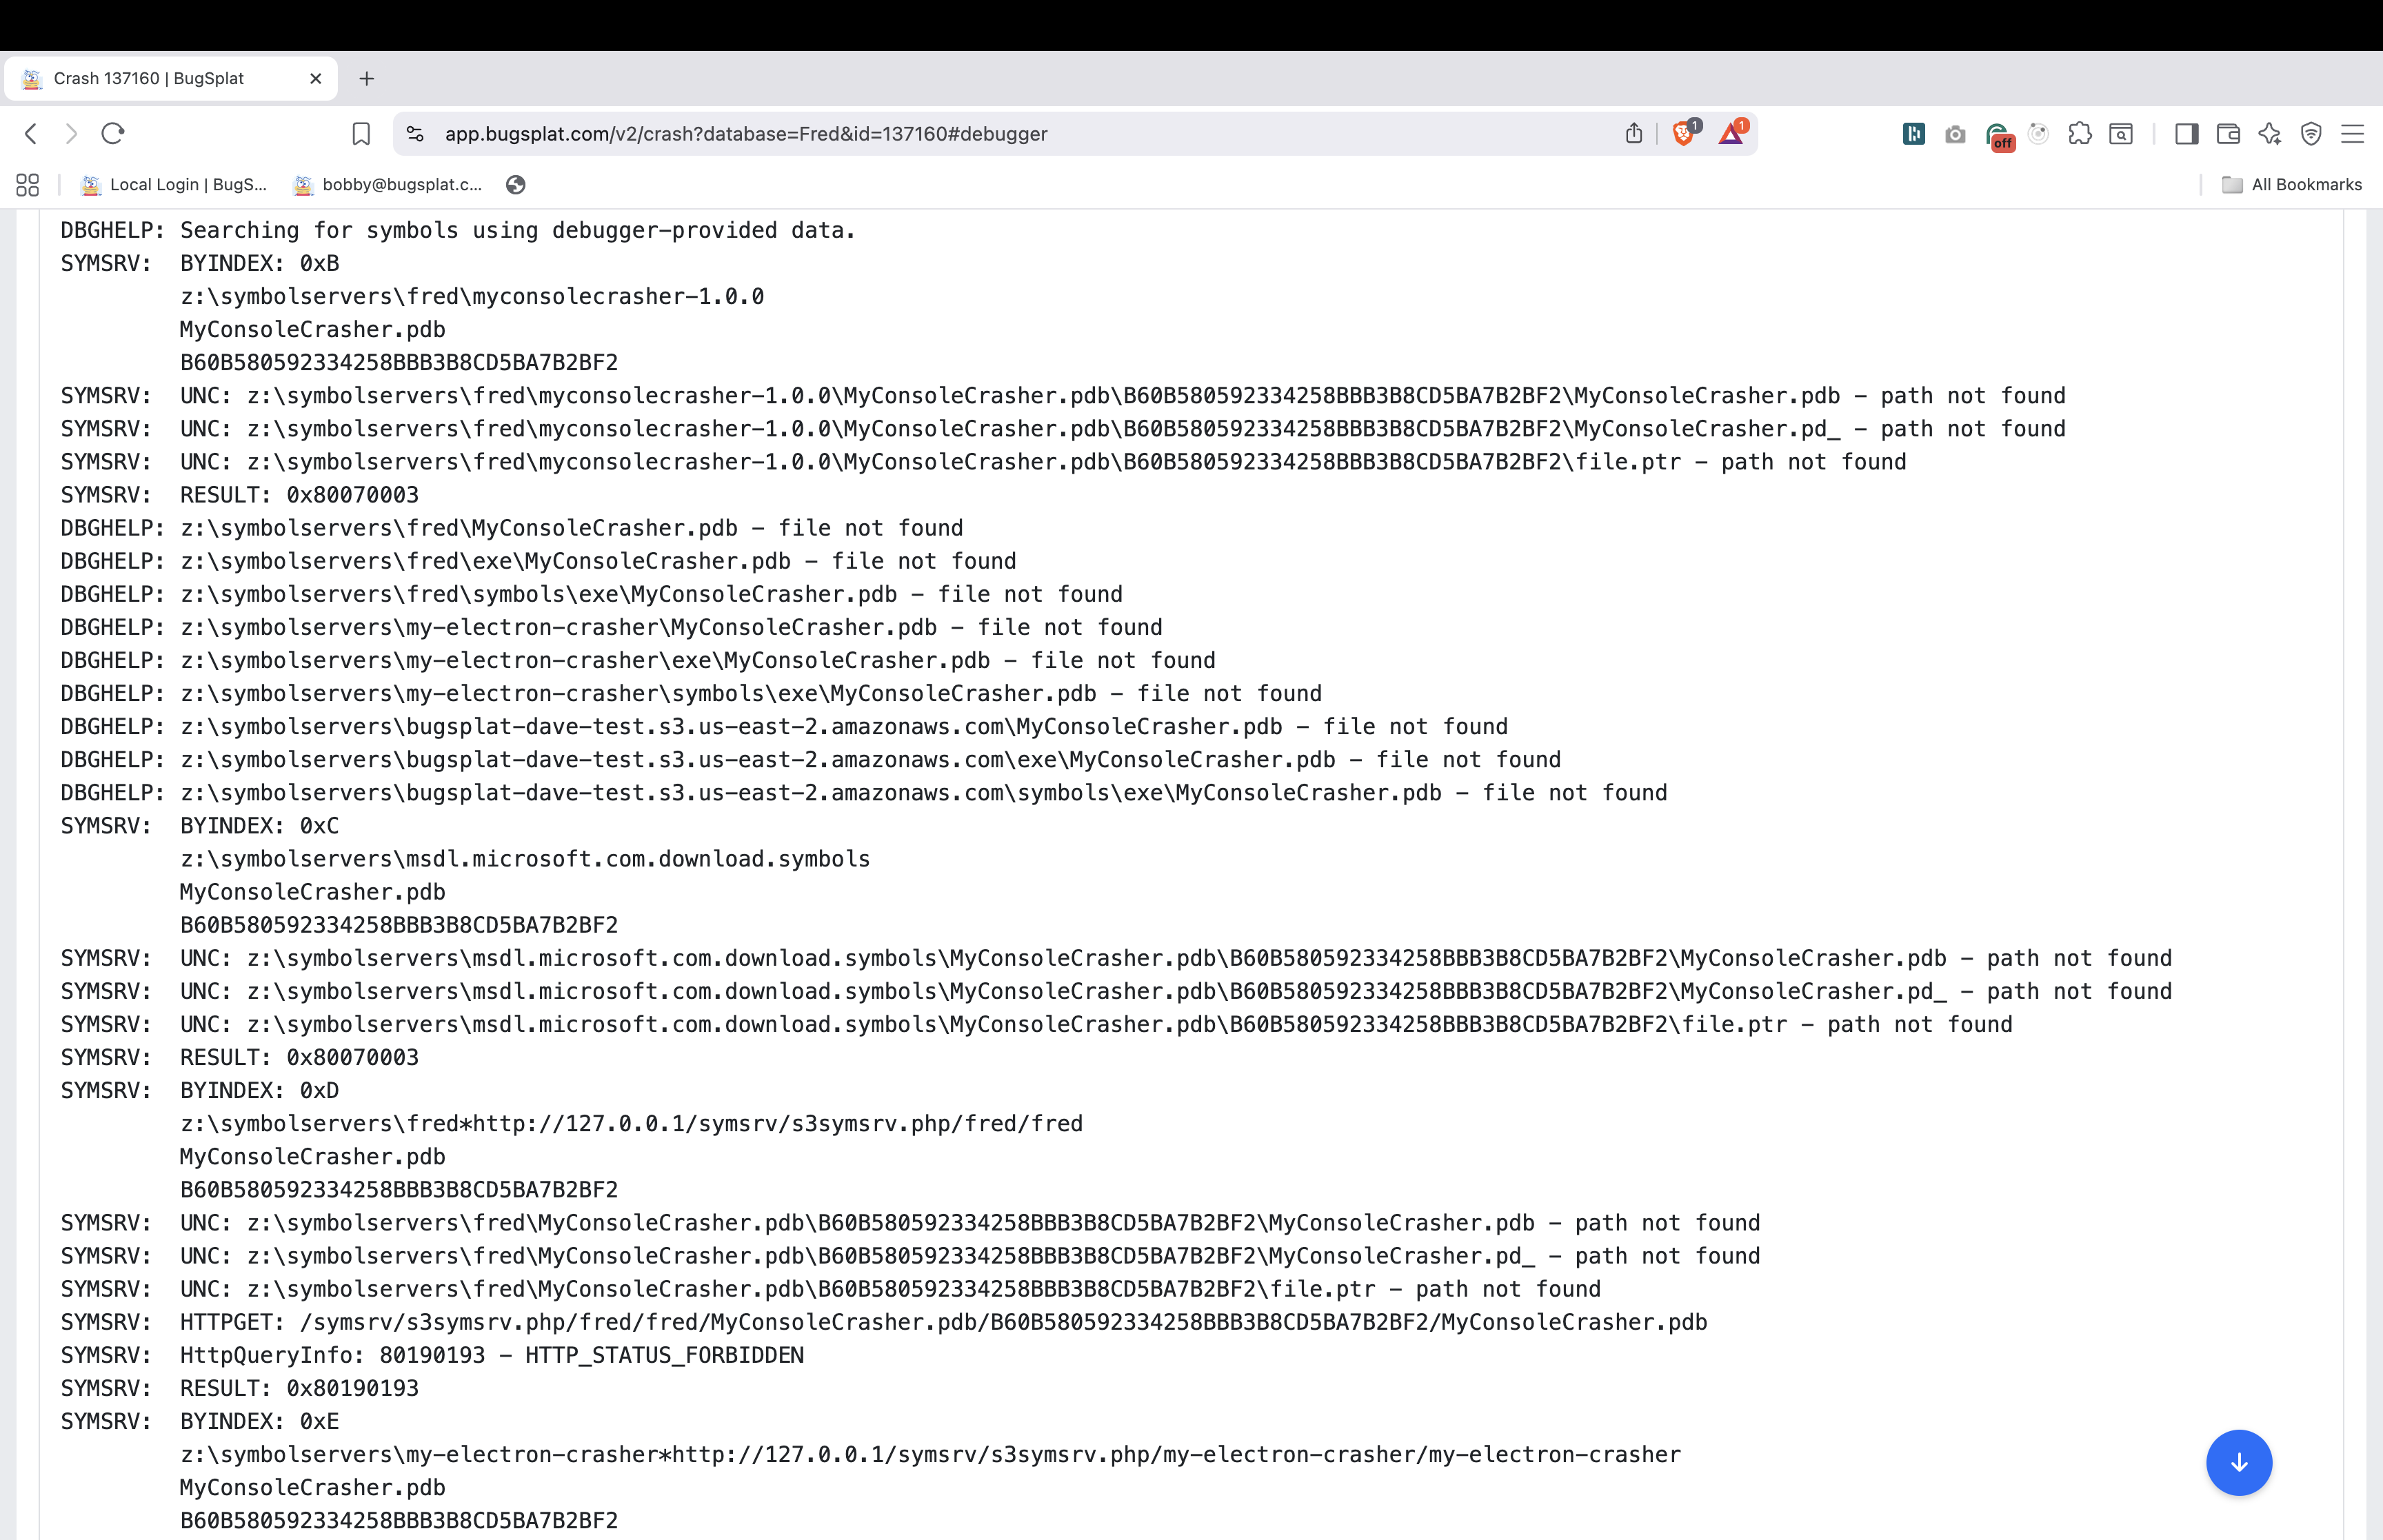 Crash 137160 | BugSplat
app.bugsplat.com/v2/crash?database=Fred&id=137160#debugger
1
1
off
Local Login | BugS...
bobby@bugsplat.c...
All Bookmarks
DBGHELP: Searching for symbols using debugger-provided data.
SYMSRV:  BYINDEX: 0xB
         z:\symbolservers\fred\myconsolecrasher-1.0.0
         MyConsoleCrasher.pdb
         B60B580592334258BBB3B8CD5BA7B2BF2
SYMSRV:  UNC: z:\symbolservers\fred\myconsolecrasher-1.0.0\MyConsoleCrasher.pdb\B60B580592334258BBB3B8CD5BA7B2BF2\MyConsoleCrasher.pdb - path not found
SYMSRV:  UNC: z:\symbolservers\fred\myconsolecrasher-1.0.0\MyConsoleCrasher.pdb\B60B580592334258BBB3B8CD5BA7B2BF2\MyConsoleCrasher.pd_ - path not found
SYMSRV:  UNC: z:\symbolservers\fred\myconsolecrasher-1.0.0\MyConsoleCrasher.pdb\B60B580592334258BBB3B8CD5BA7B2BF2\file.ptr - path not found
SYMSRV:  RESULT: 0x80070003
DBGHELP: z:\symbolservers\fred\MyConsoleCrasher.pdb - file not found
DBGHELP: z:\symbolservers\fred\exe\MyConsoleCrasher.pdb - file not found
DBGHELP: z:\symbolservers\fred\symbols\exe\MyConsoleCrasher.pdb - file not found
DBGHELP: z:\symbolservers\my-electron-crasher\MyConsoleCrasher.pdb - file not found
DBGHELP: z:\symbolservers\my-electron-crasher\exe\MyConsoleCrasher.pdb - file not found
DBGHELP: z:\symbolservers\my-electron-crasher\symbols\exe\MyConsoleCrasher.pdb - file not found
DBGHELP: z:\symbolservers\bugsplat-dave-test.s3.us-east-2.amazonaws.com\MyConsoleCrasher.pdb - file not found
DBGHELP: z:\symbolservers\bugsplat-dave-test.s3.us-east-2.amazonaws.com\exe\MyConsoleCrasher.pdb - file not found
DBGHELP: z:\symbolservers\bugsplat-dave-test.s3.us-east-2.amazonaws.com\symbols\exe\MyConsoleCrasher.pdb - file not found
SYMSRV:  BYINDEX: 0xC
         z:\symbolservers\msdl.microsoft.com.download.symbols
         MyConsoleCrasher.pdb
         B60B580592334258BBB3B8CD5BA7B2BF2
SYMSRV:  UNC: z:\symbolservers\msdl.microsoft.com.download.symbols\MyConsoleCrasher.pdb\B60B580592334258BBB3B8CD5BA7B2BF2\MyConsoleCrasher.pdb - path not found
SYMSRV:  UNC: z:\symbolservers\msdl.microsoft.com.download.symbols\MyConsoleCrasher.pdb\B60B580592334258BBB3B8CD5BA7B2BF2\MyConsoleCrasher.pd_ - path not found
SYMSRV:  UNC: z:\symbolservers\msdl.microsoft.com.download.symbols\MyConsoleCrasher.pdb\B60B580592334258BBB3B8CD5BA7B2BF2\file.ptr - path not found
SYMSRV:  RESULT: 0x80070003
SYMSRV:  BYINDEX: 0xD
         z:\symbolservers\fred*http://127.0.0.1/symsrv/s3symsrv.php/fred/fred
         MyConsoleCrasher.pdb
         B60B580592334258BBB3B8CD5BA7B2BF2
SYMSRV:  UNC: z:\symbolservers\fred\MyConsoleCrasher.pdb\B60B580592334258BBB3B8CD5BA7B2BF2\MyConsoleCrasher.pdb - path not found
SYMSRV:  UNC: z:\symbolservers\fred\MyConsoleCrasher.pdb\B60B580592334258BBB3B8CD5BA7B2BF2\MyConsoleCrasher.pd_ - path not found
SYMSRV:  UNC: z:\symbolservers\fred\MyConsoleCrasher.pdb\B60B580592334258BBB3B8CD5BA7B2BF2\file.ptr - path not found
SYMSRV:  HTTPGET: /symsrv/s3symsrv.php/fred/fred/MyConsoleCrasher.pdb/B60B580592334258BBB3B8CD5BA7B2BF2/MyConsoleCrasher.pdb
SYMSRV:  HttpQueryInfo: 80190193 - HTTP_STATUS_FORBIDDEN
SYMSRV:  RESULT: 0x80190193
SYMSRV:  BYINDEX: 0xE
         z:\symbolservers\my-electron-crasher*http://127.0.0.1/symsrv/s3symsrv.php/my-electron-crasher/my-electron-crasher
         MyConsoleCrasher.pdb
         B60B580592334258BBB3B8CD5BA7B2BF2